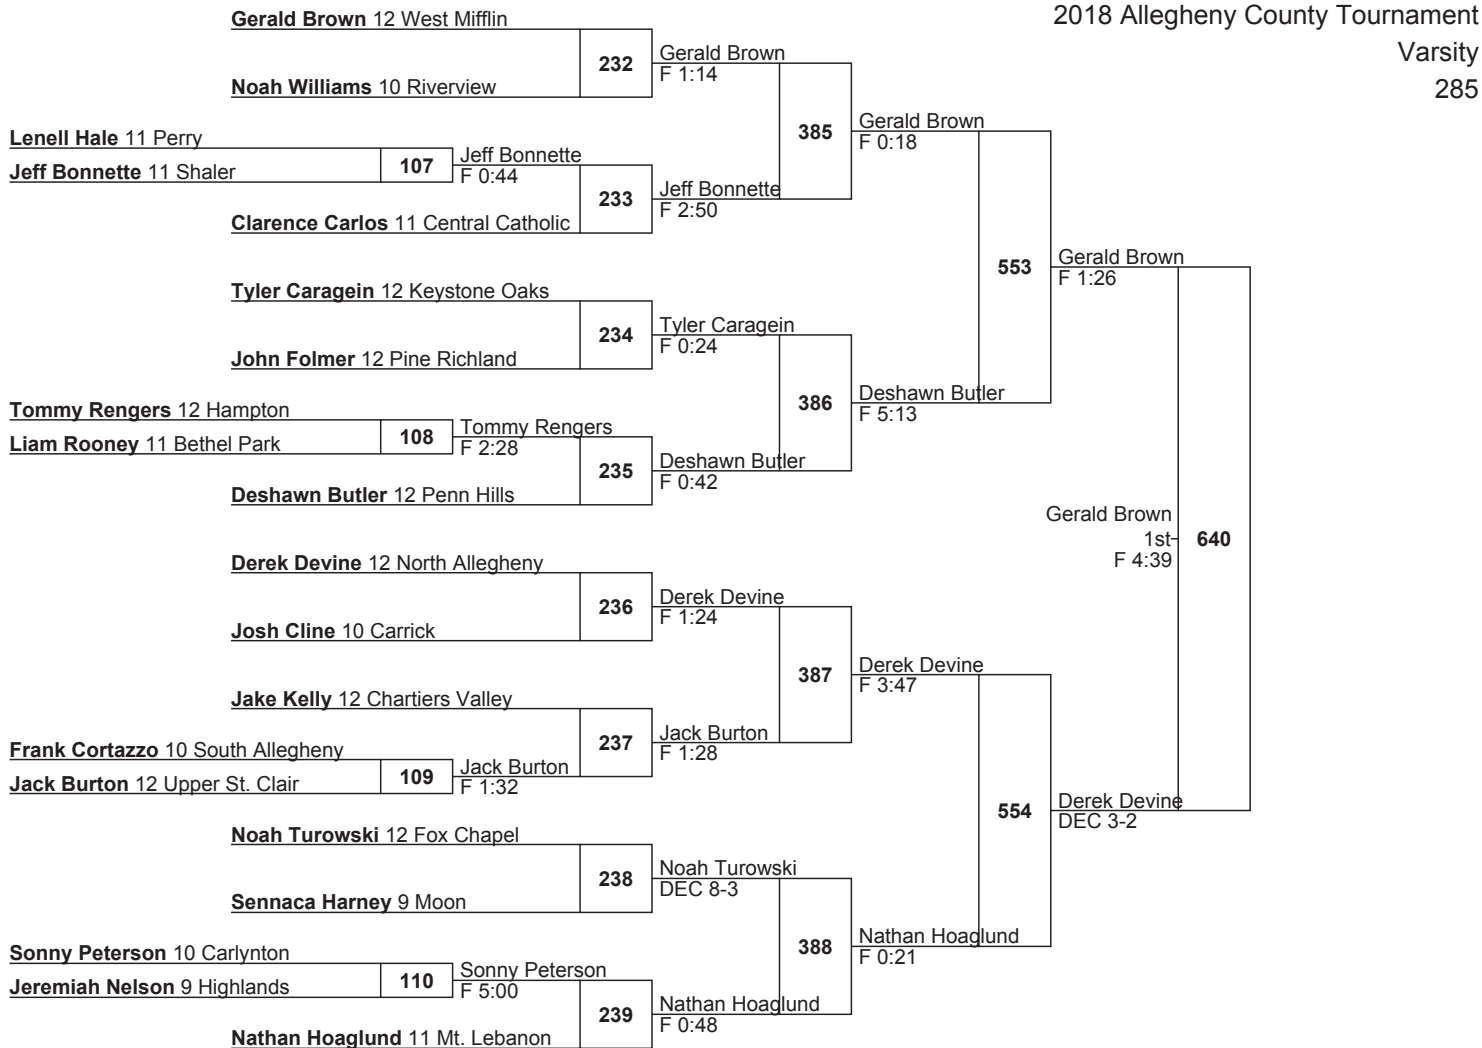 2018 Allegheny County Tournament
Varsity
285
Gerald Brown 12 West Mifflin
232
Gerald Brown
F 1:14
Noah Williams 10 Riverview
385
Gerald Brown
F 0:18
Lenell Hale 11 Perry
107
Jeff Bonnette
F 0:44
Jeff Bonnette 11 Shaler
233
Jeff Bonnette
F 2:50
Clarence Carlos 11 Central Catholic
553
Gerald Brown
F 1:26
Tyler Caragein 12 Keystone Oaks
234
Tyler Caragein
F 0:24
John Folmer 12 Pine Richland
386
Deshawn Butler
F 5:13
Tommy Rengers 12 Hampton
108
Tommy Rengers
F 2:28
Liam Rooney 11 Bethel Park
235
Deshawn Butler
F 0:42
Deshawn Butler 12 Penn Hills
Gerald Brown
1st
F 4:39
640
Derek Devine 12 North Allegheny
236
Derek Devine
F 1:24
Josh Cline 10 Carrick
387
Derek Devine
F 3:47
Jake Kelly 12 Chartiers Valley
237
Jack Burton
F 1:28
Frank Cortazzo 10 South Allegheny
109
Jack Burton
F 1:32
Jack Burton 12 Upper St. Clair
554
Derek Devine
DEC 3-2
Noah Turowski 12 Fox Chapel
238
Noah Turowski
DEC 8-3
Sennaca Harney 9 Moon
388
Nathan Hoaglund
F 0:21
Sonny Peterson 10 Carlynton
110
Sonny Peterson
F 5:00
Jeremiah Nelson 9 Highlands
239
Nathan Hoaglund
F 0:48
Nathan Hoaglund 11 Mt. Lebanon